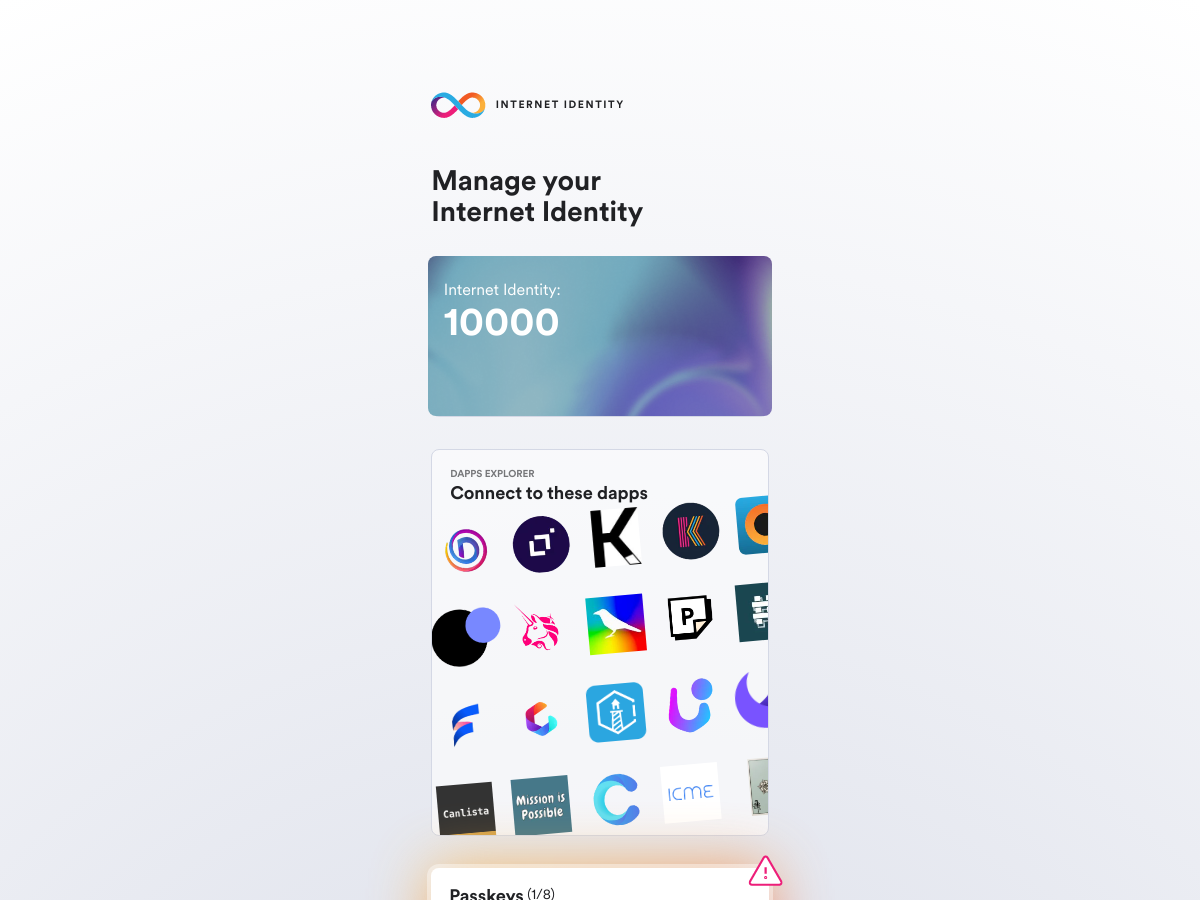 INTERNET IDENTITY
Manage your
Internet Identity
Internet Identity:
10000
DAPPS EXPLORER
Connect to these dapps
K
P
Canlista
Mission is
Possible
ICME
Passkeys (1/8)